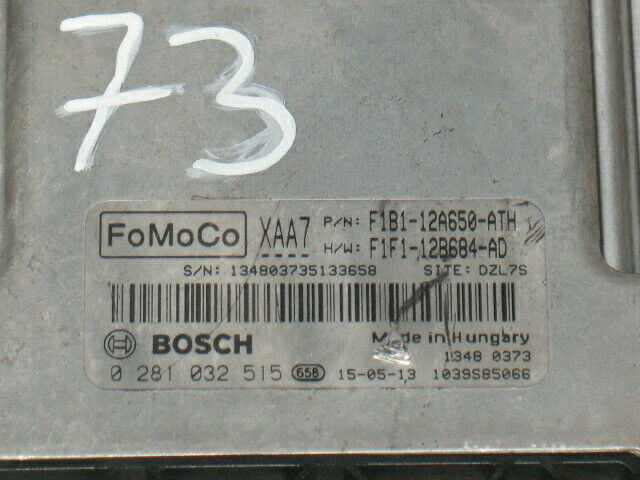 73
FoMoCo XAA7 P/N: F1B1-12A650-ATH
H/W: F1F1-12B684-AD
S/N: 134803735133658 SITE: DZL7S
BOSCH Made in Hungary
1348 0373
0 281 032 515 65B 15-05-13 1039S85066